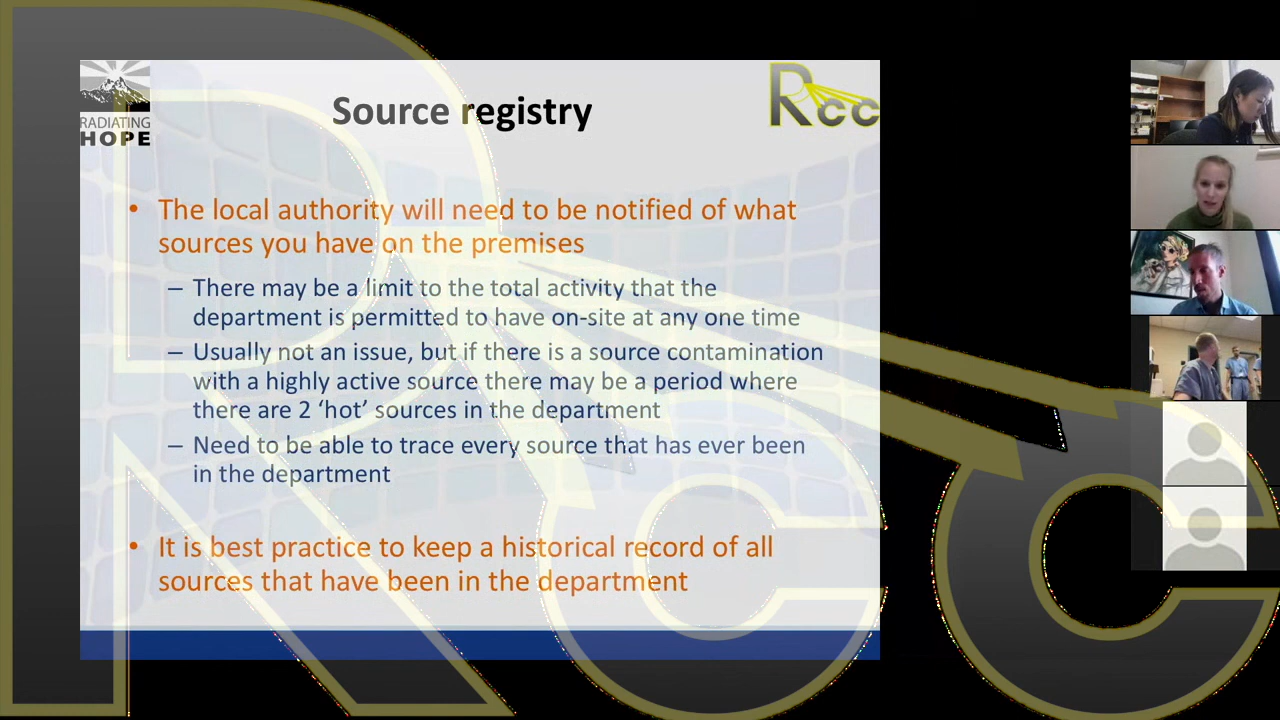 RADIATING
HOPE
Source registry
Rcc
• The local authority will need to be notified of what
sources you have on the premises
– There may be a limit to the total activity that the
department is permitted to have on-site at any one time
– Usually not an issue, but if there is a source contamination
with a highly active source there may be a period where
there are 2 ‘hot’ sources in the department
– Need to be able to trace every source that has ever been
in the department
• It is best practice to keep a historical record of all
sources that have been in the department
Rcc